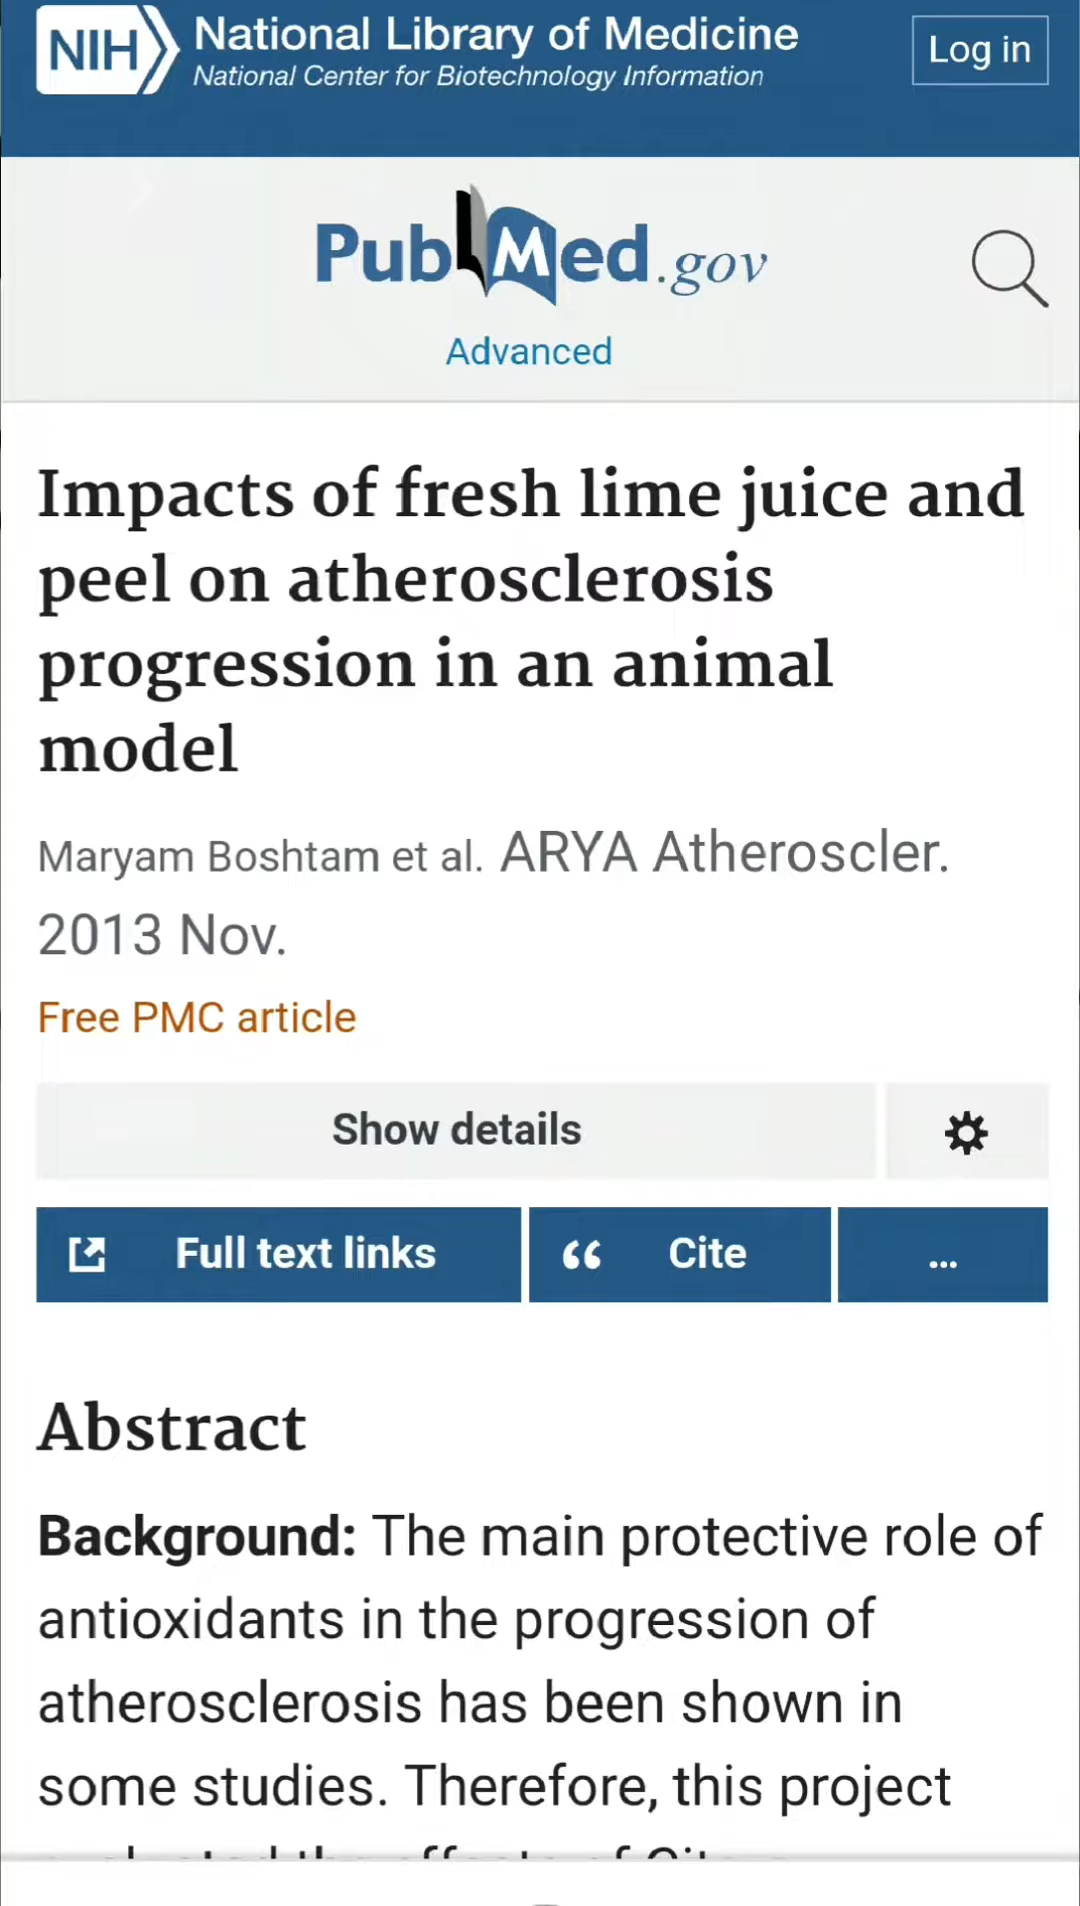 NIH National Library of Medicine
National Center for Biotechnology Information
Log in
PubMed.gov
Advanced
Impacts of fresh lime juice and
peel on atherosclerosis
progression in an animal
model
Maryam Boshtam et al. ARYA Atheroscler.
2013 Nov.
Free PMC article
Show details
Full text links
Cite
...
Abstract
Background: The main protective role of
antioxidants in the progression of
atherosclerosis has been shown in
some studies. Therefore, this project